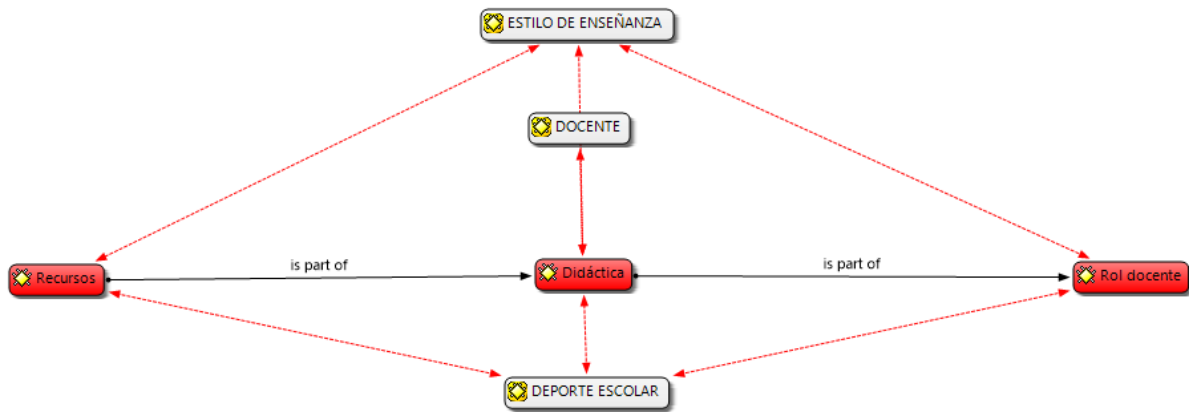 ESTILO DE ENSEÑANZA
DOCENTE
is part of
is part of
Recursos
Didáctica
Rol docente
DEPORTE ESCOLAR